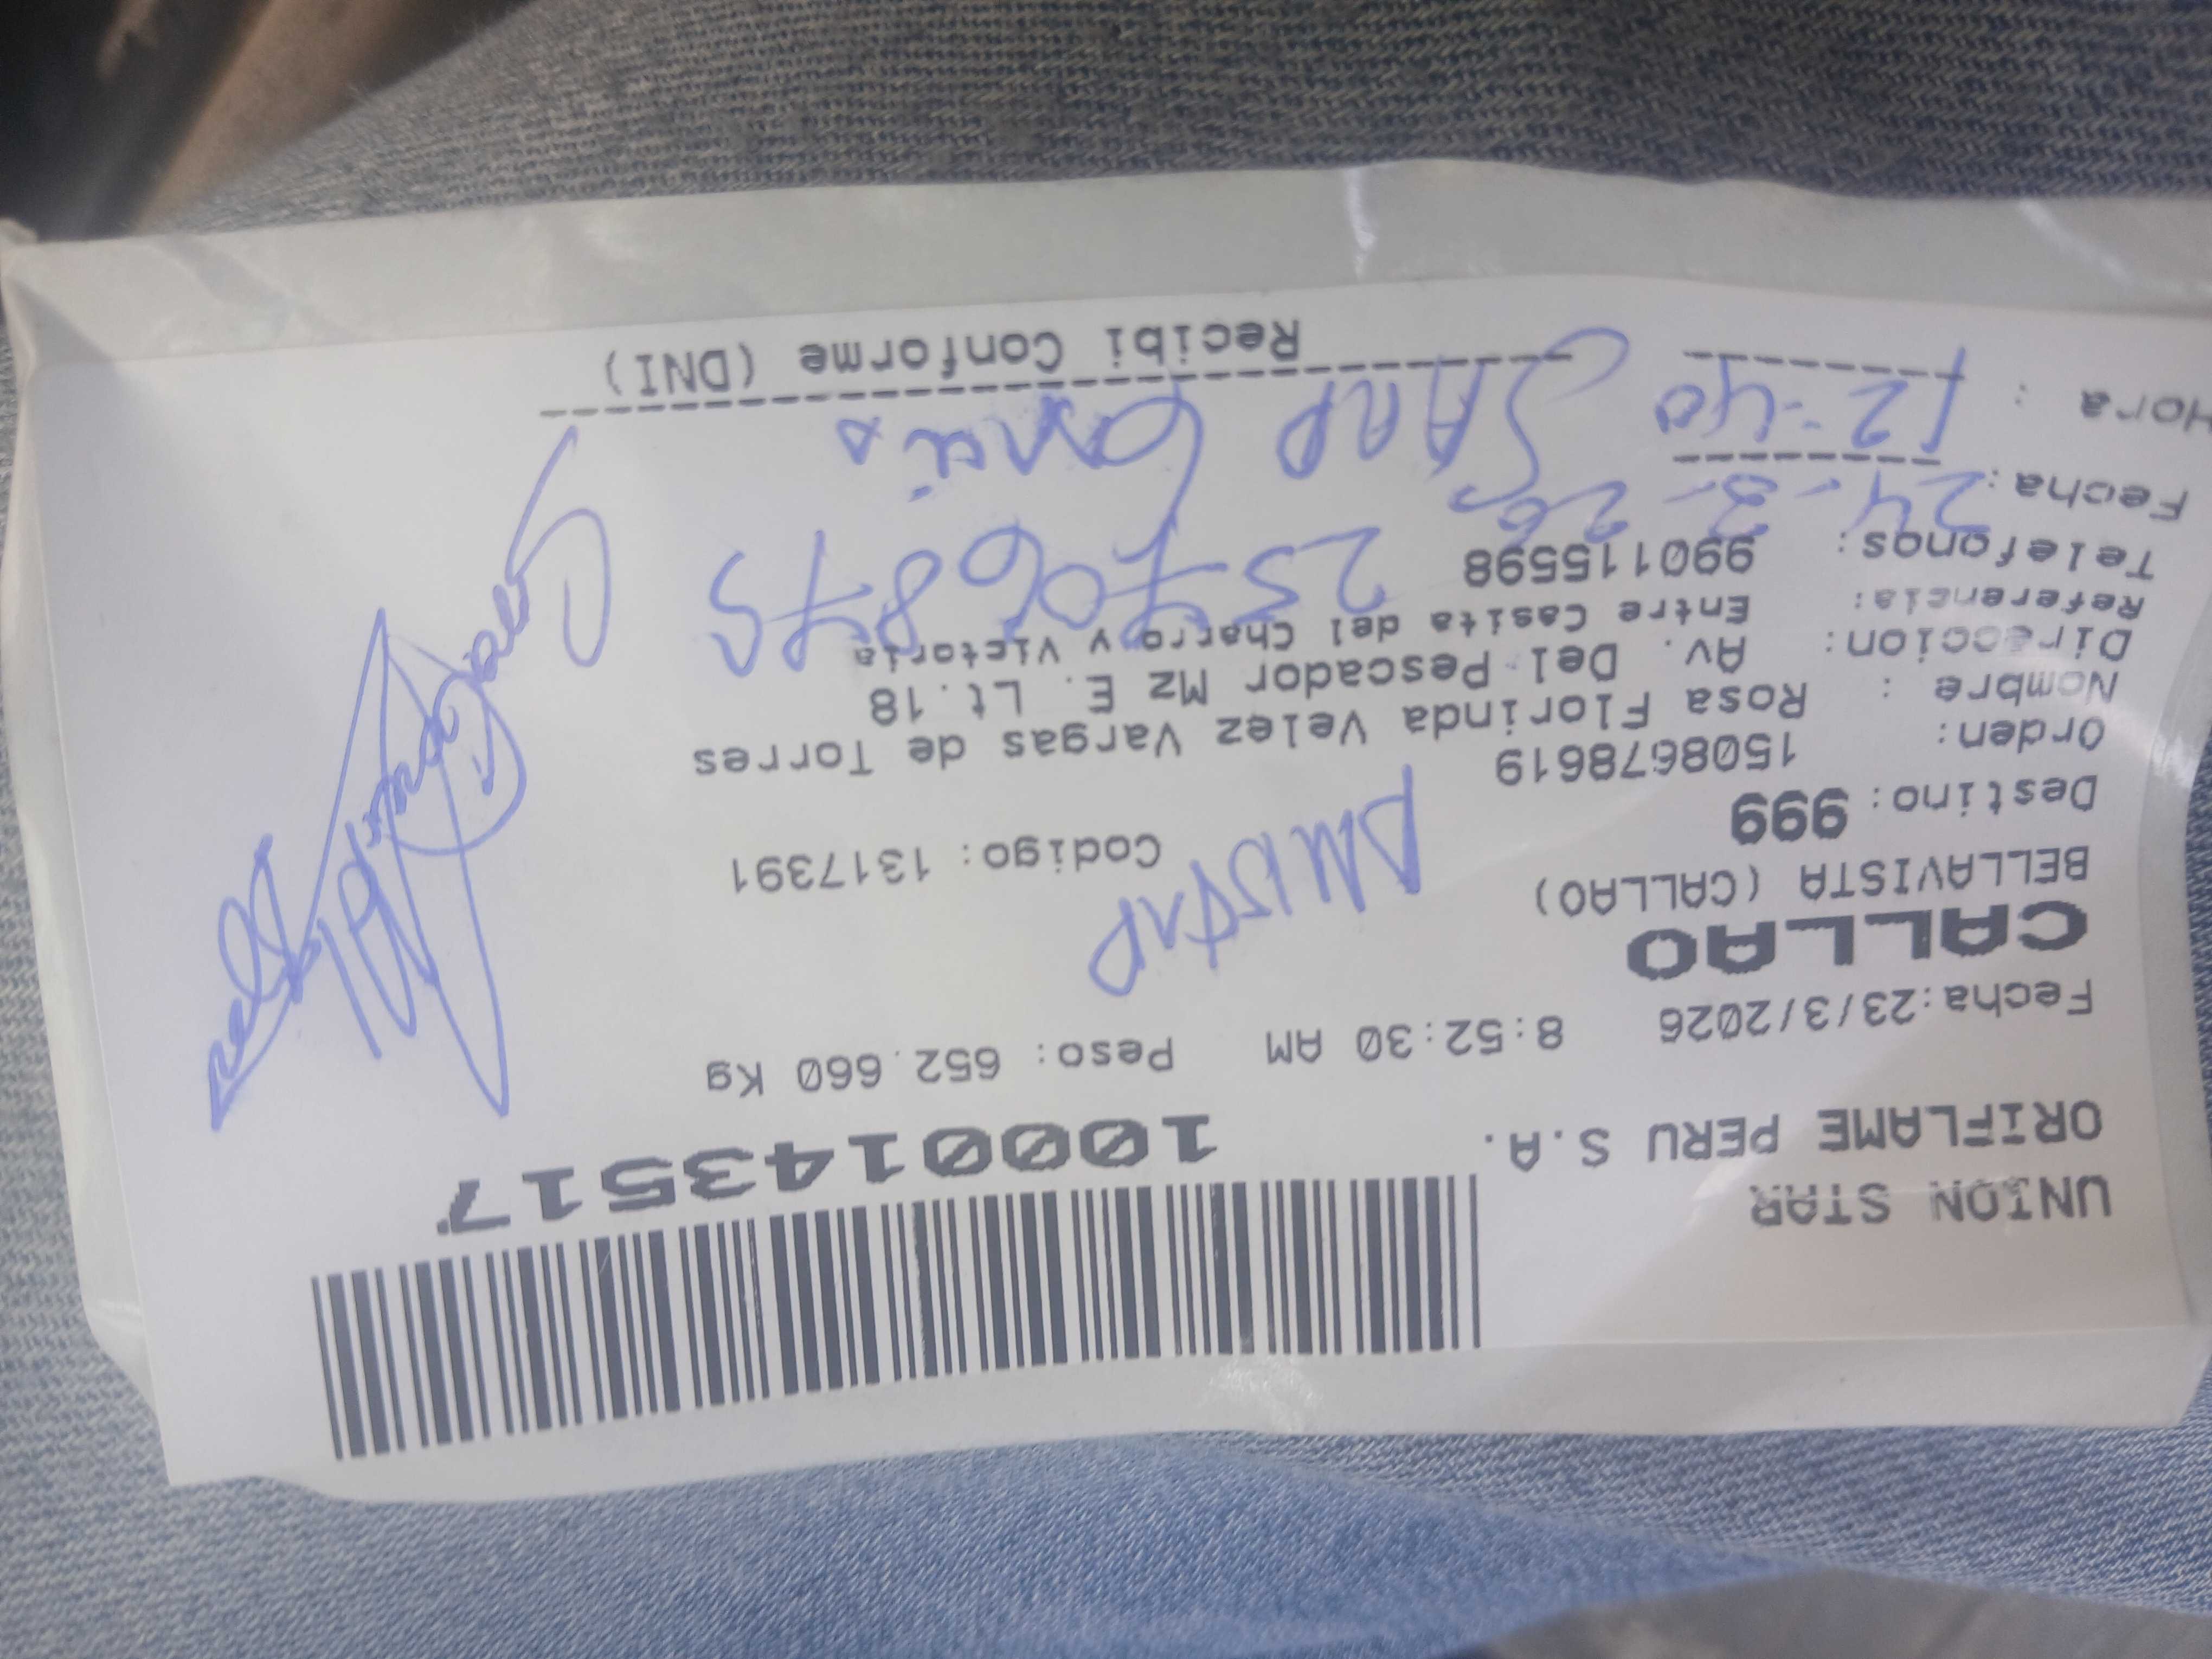 UNION STAR
ORIFLAME PERU S.A.
1000143517
Fecha:23/3/2026 8:52:30 AM Peso: 652.660 Kg
CALLAO
BELLAVISTA (CALLAO)
Destino: 999 Codigo: 1317391
Orden: 1508678619
Nombre : Rosa Florinda Velez Vargas de Torres
Direccion: Av. Del Pescador Mz E. Lt.18
Referencia: Entre Casita del Charro y Victoria
Telefonos: 990115598
Fecha: 24-3-26
Hora : 12-40
Recibi Conforme (DNI)